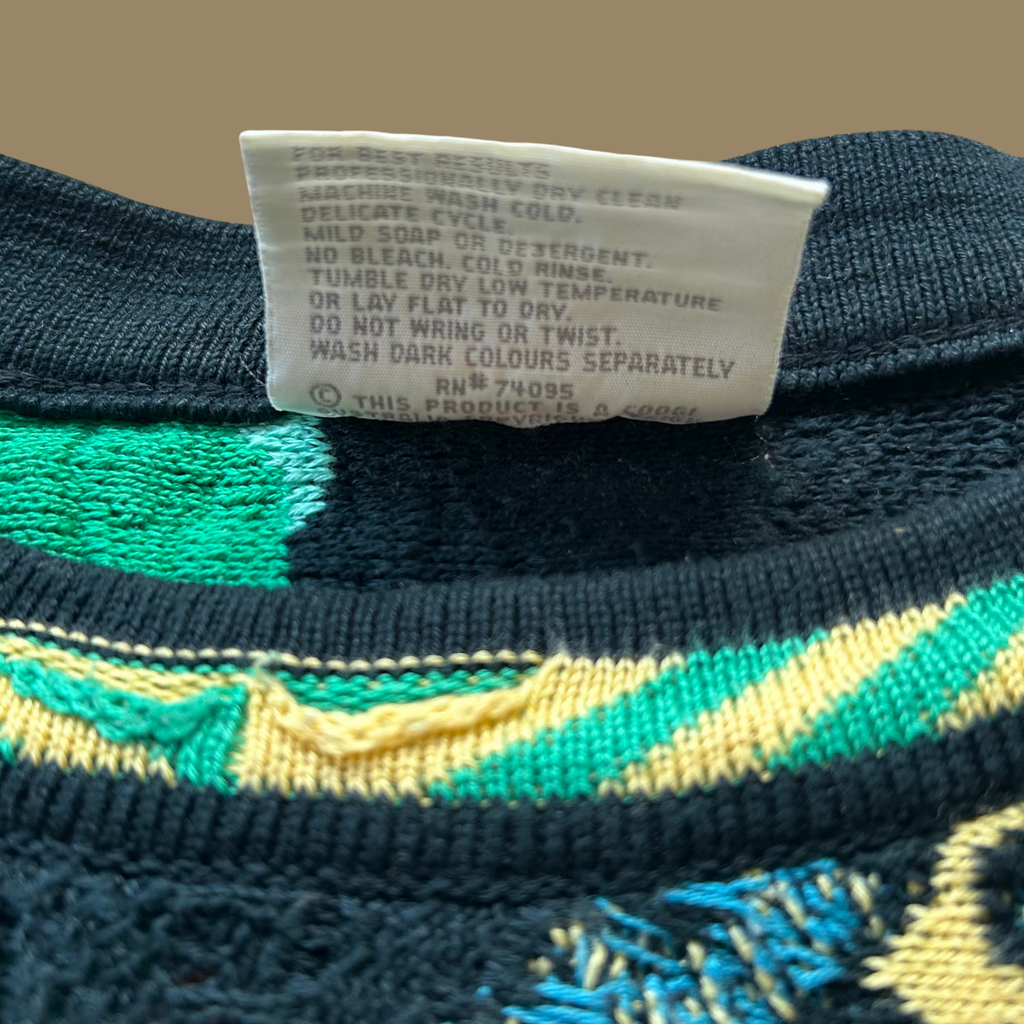 FOR BEST RESULTS
PROFESSIONALLY DRY CLEAN
MACHINE WASH COLD.
DELICATE CYCLE.
MILD SOAP OR DETERGENT.
NO BLEACH. COLD RINSE.
TUMBLE DRY LOW TEMPERATURE
OR LAY FLAT TO DRY.
DO NOT WRING OR TWIST.
WASH DARK COLOURS SEPARATELY
RN# 74095
© THIS PRODUCT IS A COOGI